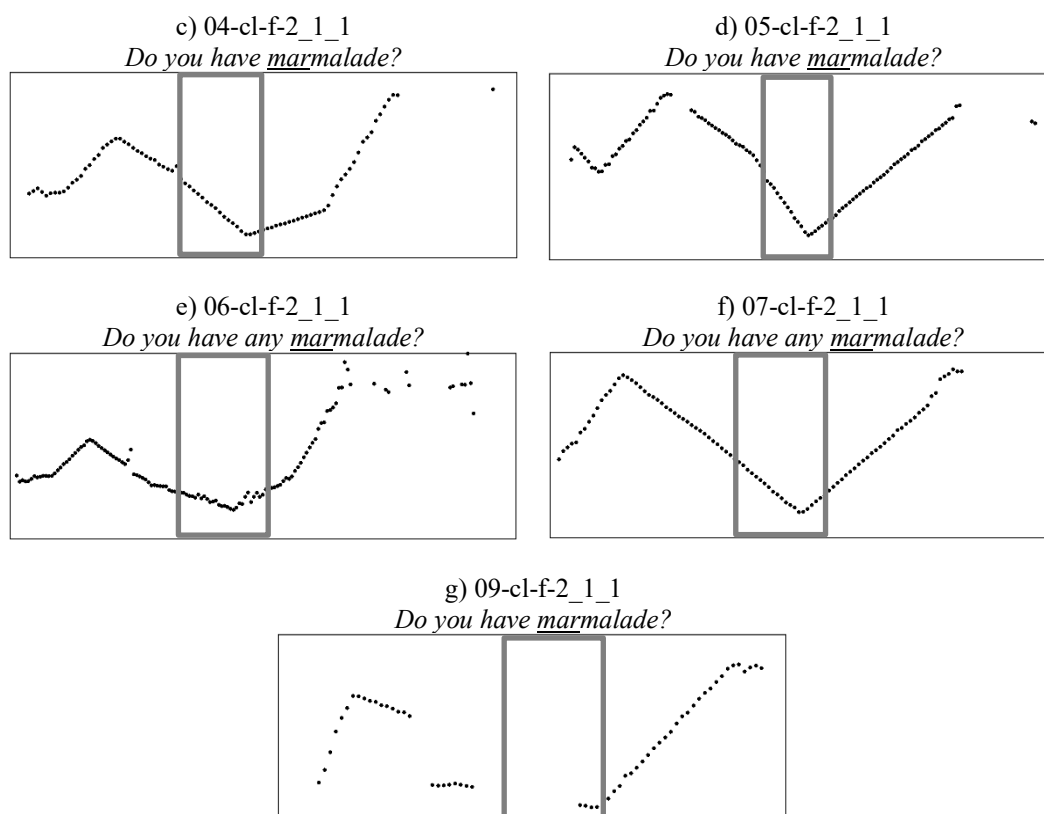 c) 04-cl-f-2_1_1
Do you have marmalade?
d) 05-cl-f-2_1_1
Do you have marmalade?
e) 06-cl-f-2_1_1
Do you have any marmalade?
f) 07-cl-f-2_1_1
Do you have any marmalade?
g) 09-cl-f-2_1_1
Do you have marmalade?